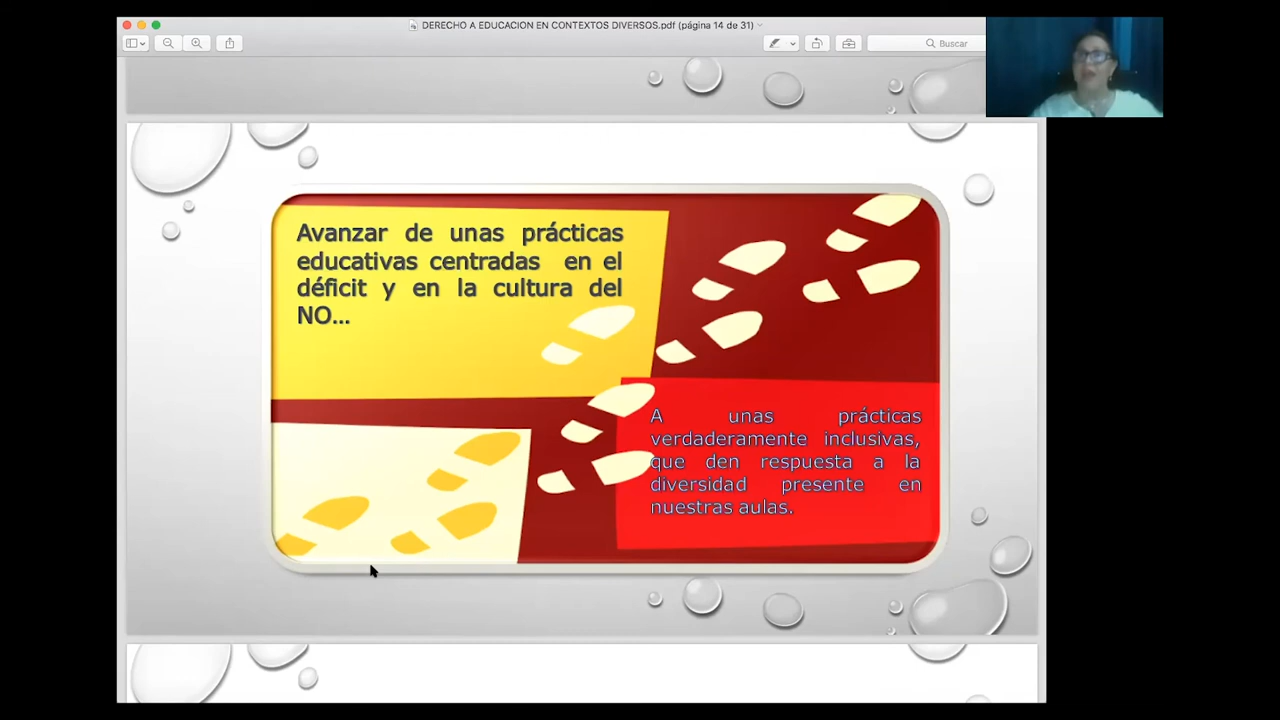 DERECHO A EDUCACION EN CONTEXTOS DIVERSOS.pdf (página 14 de 31)
Buscar
Avanzar de unas prácticas
educativas centradas en el
déficit y en la cultura del
NO...
A unas prácticas
verdaderamente inclusivas,
que den respuesta a la
diversidad presente en
nuestras aulas.